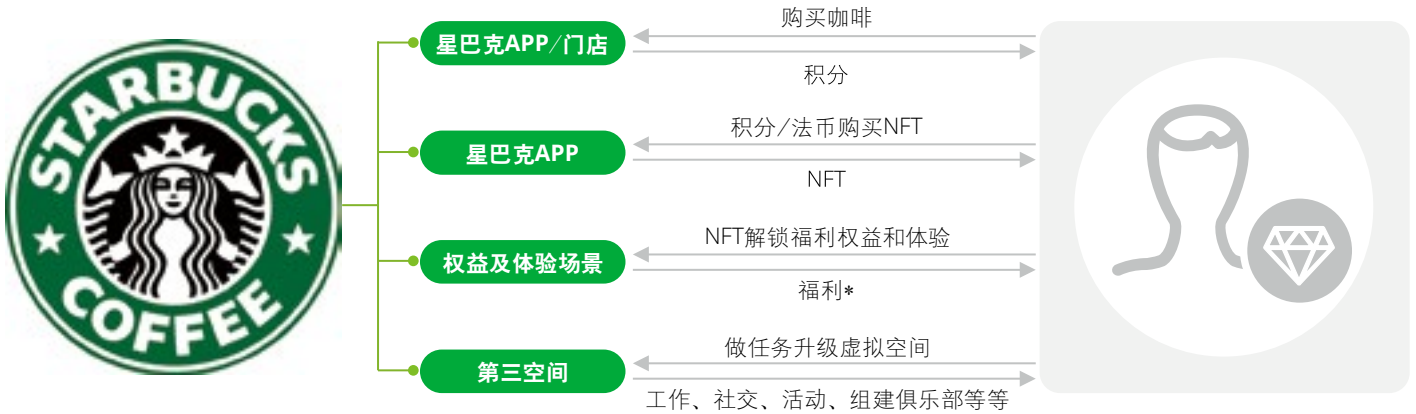 STARBUCKS
COFFEE
星巴克APP/门店
购买咖啡
积分
星巴克APP
积分/法币购买NFT
NFT
权益及体验场景
NFT解锁福利权益和体验
福利*
第三空间
做任务升级虚拟空间
工作、社交、活动、组建俱乐部等等